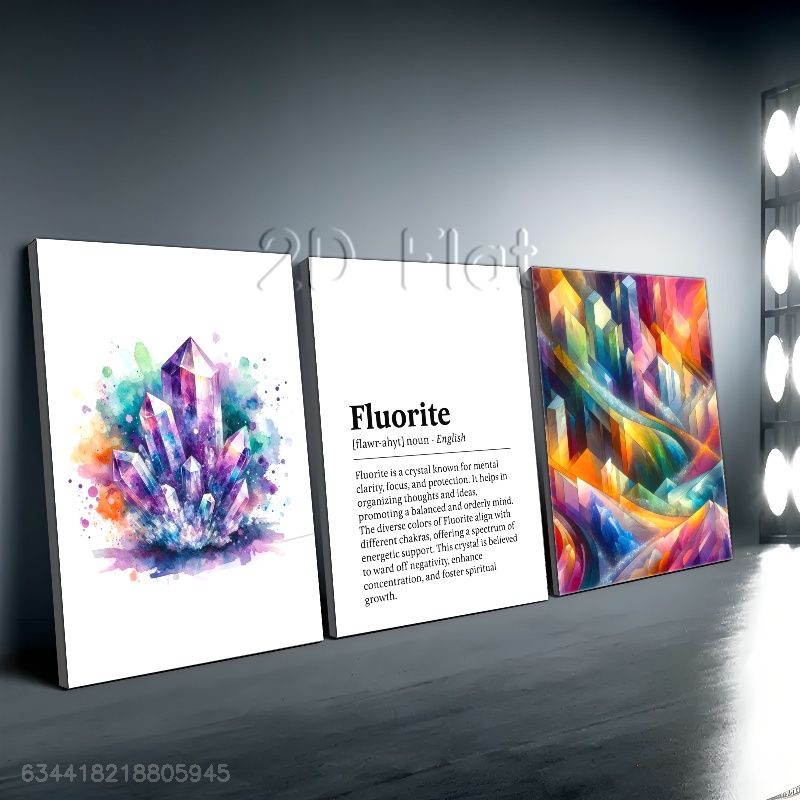 2D Flat
Fluorite
[flawr-ahyt] noun - English
Fluorite is a crystal known for mental
clarity, focus, and protection. It helps in
organizing thoughts and ideas,
promoting a balanced and orderly mind.
The diverse colors of Fluorite align with
different chakras, offering a spectrum of
energetic support. This crystal is believed
to ward off negativity, enhance
concentration, and foster spiritual
growth.
634418218805945